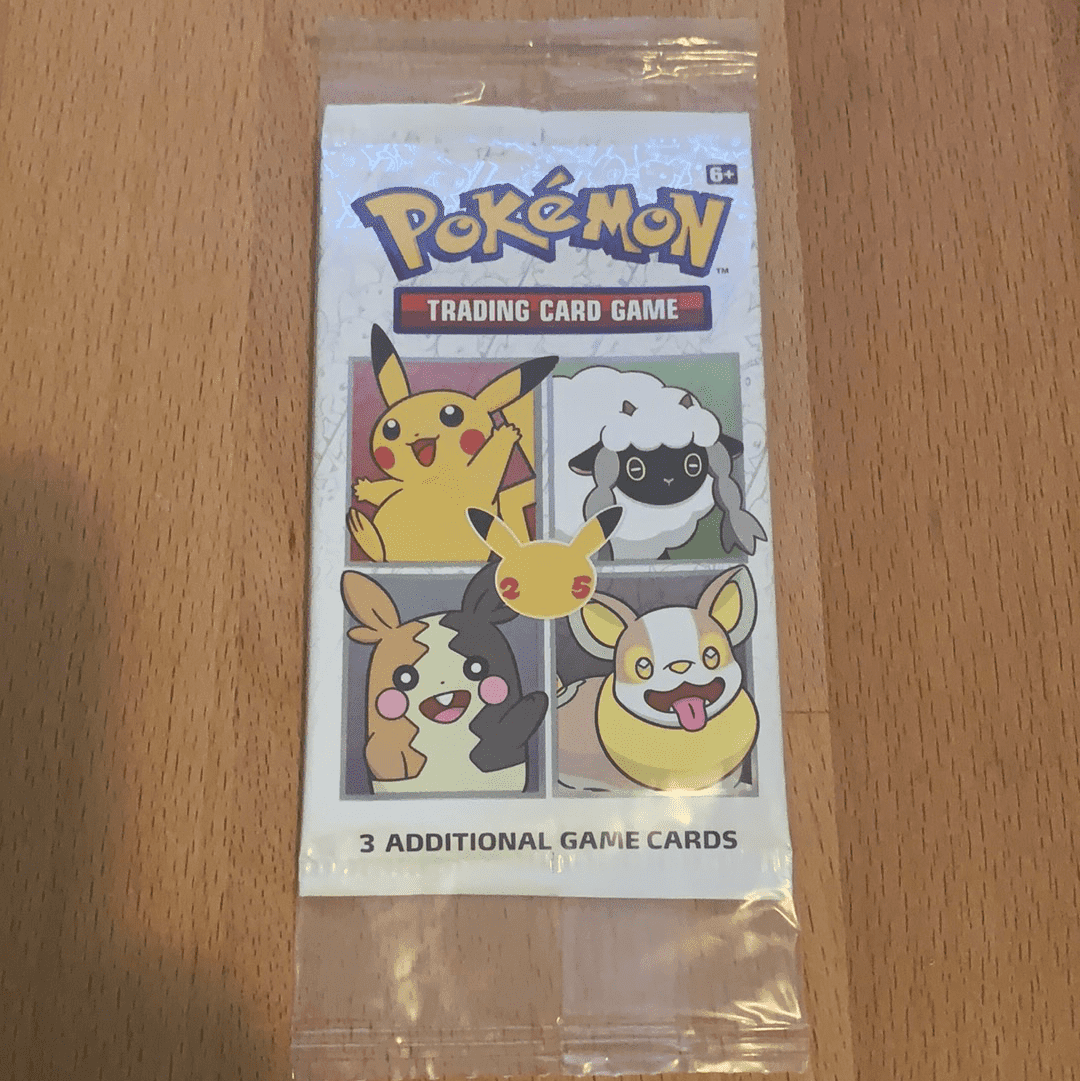 6+
POKéMON
™
TRADING CARD GAME
25
3 ADDITIONAL GAME CARDS